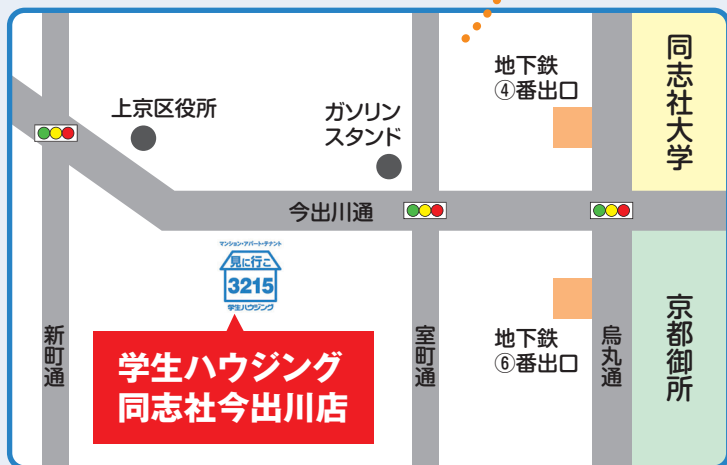 上京区役所
ガソリン
スタンド
地下鉄
④番出口
同志社大学
今出川通
マンション・アパート・テナント
見に行こ
3215
学生ハウジング
学生ハウジング
同志社今出川店
新町通
室町通
地下鉄
⑥番出口
烏丸通
京都御所